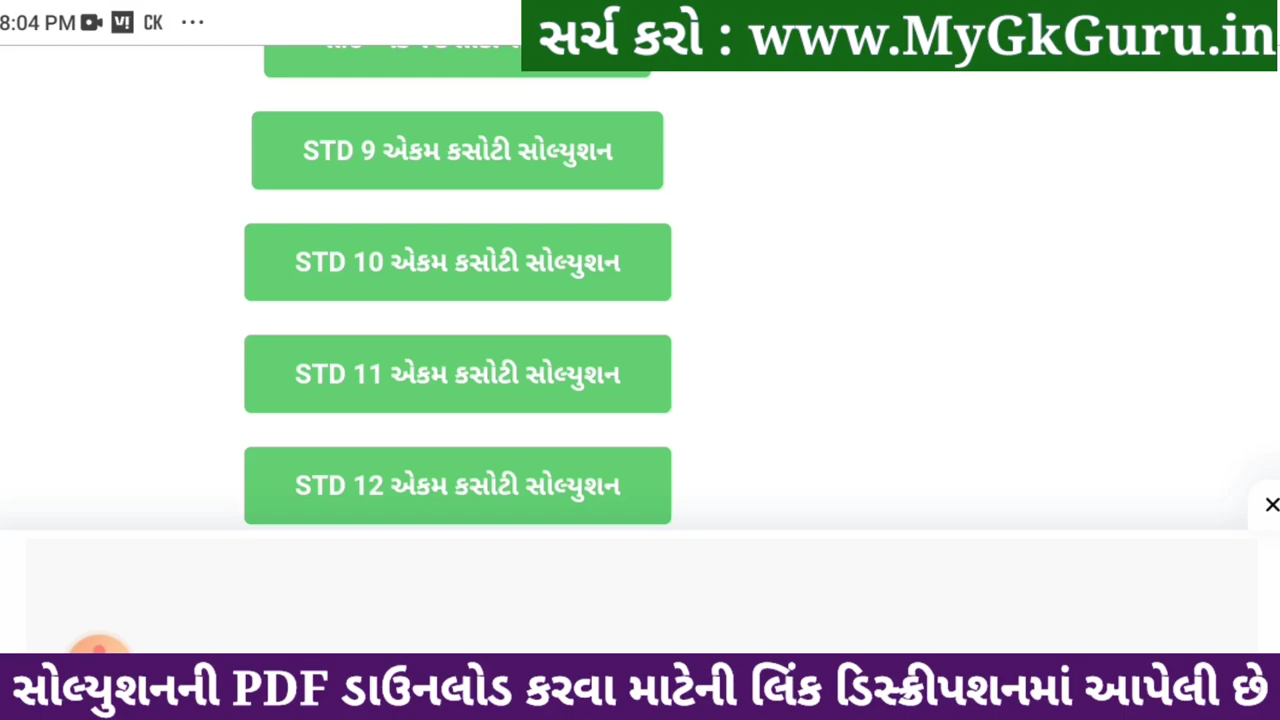 8:04 PM V! CK ...
સર્ચ કરો : www.MyGkGuru.in
STD 9 એકમ કસોટી સોલ્યુશન
STD 10 એકમ કસોટી સોલ્યુશન
STD 11 એકમ કસોટી સોલ્યુશન
STD 12 એકમ કસોટી સોલ્યુશન
સોલ્યુશનની PDF ડાઉનલોડ કરવા માટેની લિંક ડિસ્ક્રીપશનમાં આપેલી છે